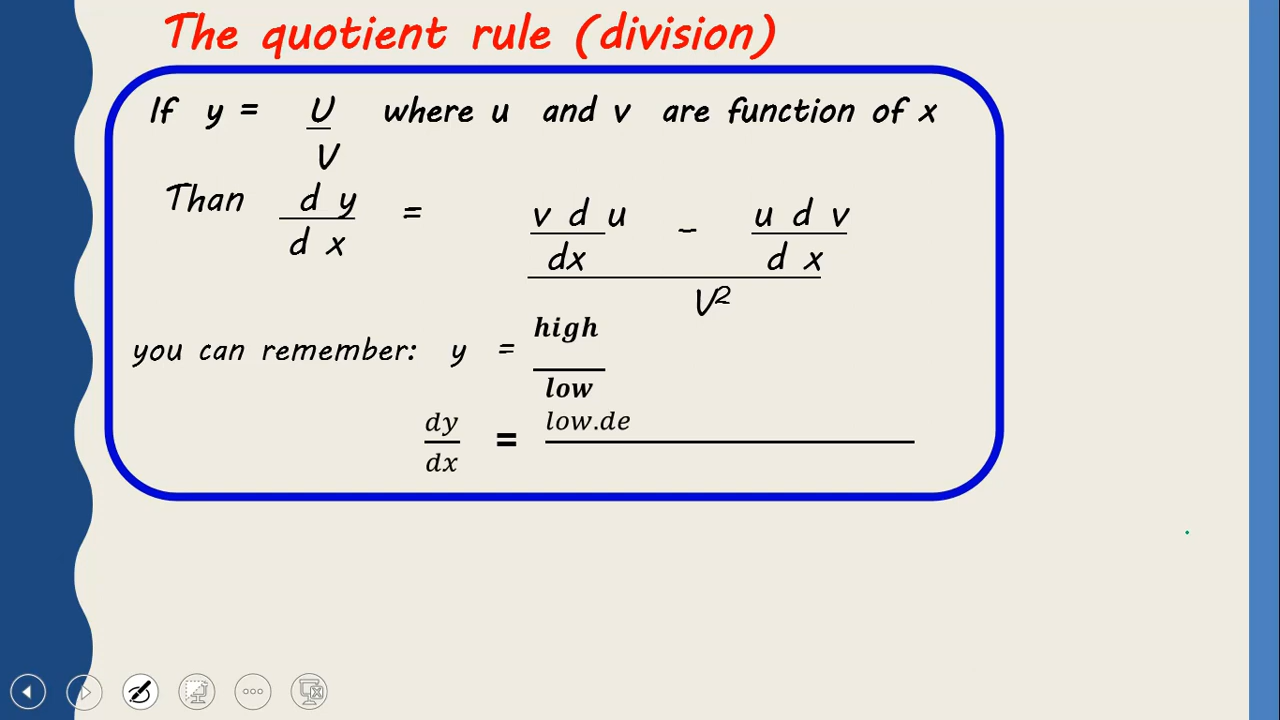 The quotient rule (division)
If y = U where u and v are function of x
V
Than d y = v d u - u d v
d x dx d x
V²
you can remember: y = high
low
dy = low.de
dx